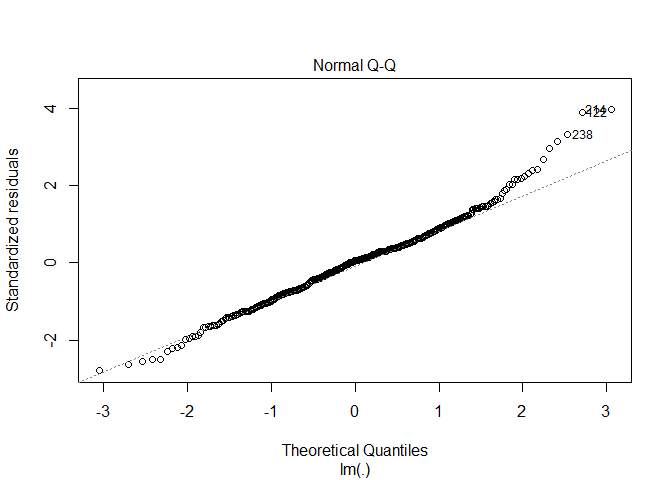 Normal Q-Q
Standardized residuals
4
2
0
-2
214
422
238
-3 -2 -1 0 1 2 3
Theoretical Quantiles
lm(.)